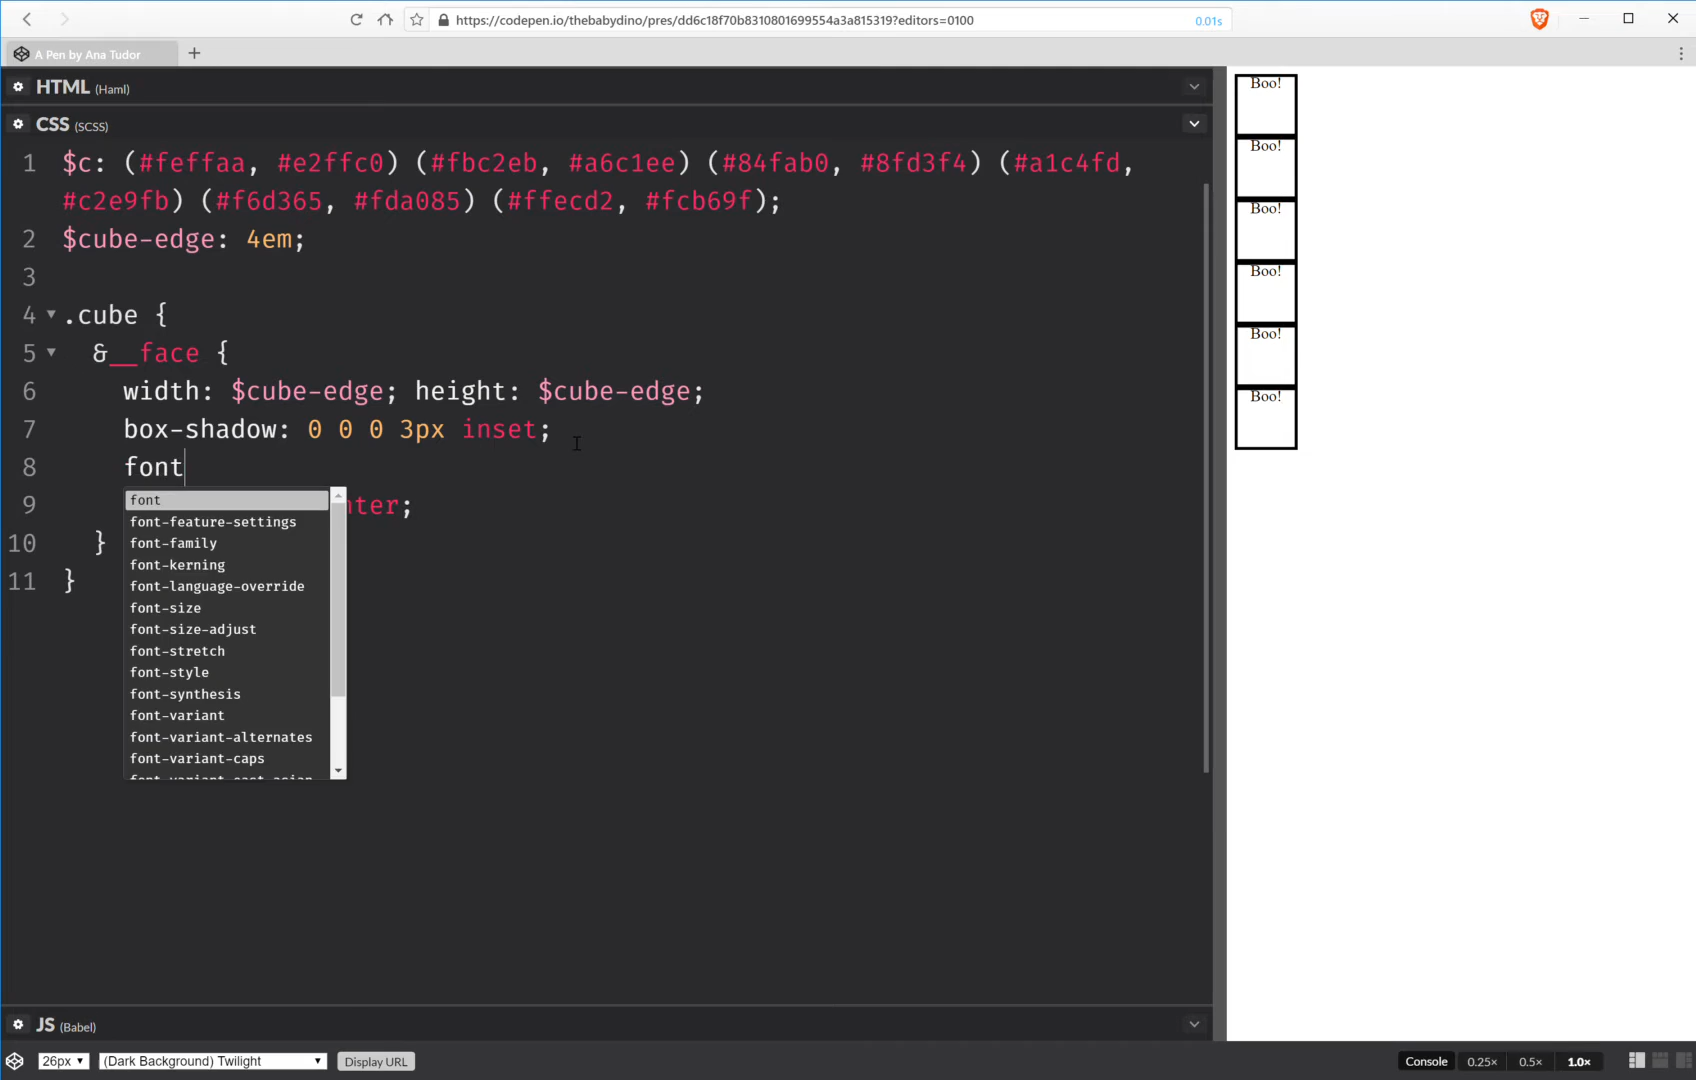 https://codepen.io/thebabydino/pres/dd6c18f70b8310801699554a3a815319?editors=0100
0.01s
A Pen by Ana Tudor
HTML (Haml)
CSS (SCSS)
1 $c: (#feffaa, #e2ffc0) (#fbc2eb, #a6c1ee) (#84fab0, #8fd3f4) (#a1c4fd,
#c2e9fb) (#f6d365, #fda085) (#ffecd2, #fcb69f);
2 $cube-edge: 4em;
3
4 .cube {
5 &__face {
6 width: $cube-edge; height: $cube-edge;
7 box-shadow: 0 0 0 3px inset;
8 font
9 nter;
10 }
11 }
font
font-feature-settings
font-family
font-kerning
font-language-override
font-size
font-size-adjust
font-stretch
font-style
font-synthesis
font-variant
font-variant-alternates
font-variant-caps
font-variant-east-asian
Boo!
Boo!
Boo!
Boo!
Boo!
Boo!
JS (Babel)
26px
(Dark Background) Twilight
Display URL
Console
0.25×
0.5×
1.0×